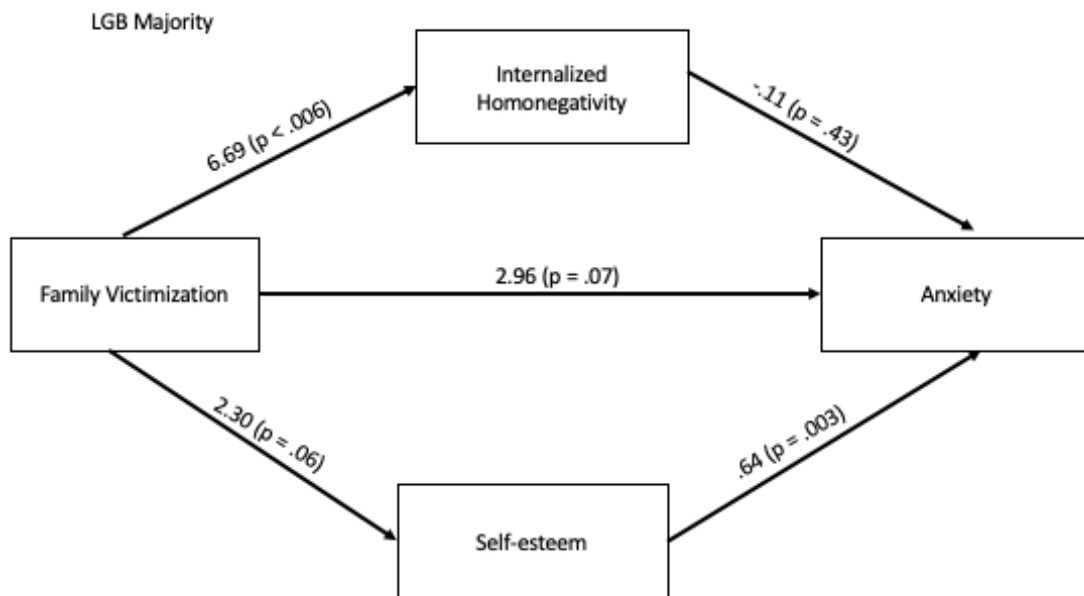 LGB Majority
Internalized
Homonegativity
6.69 (p < .006)
-.11 (p = .43)
Family Victimization
2.96 (p = .07)
Anxiety
2.30 (p = .06)
.64 (p = .003)
Self-esteem